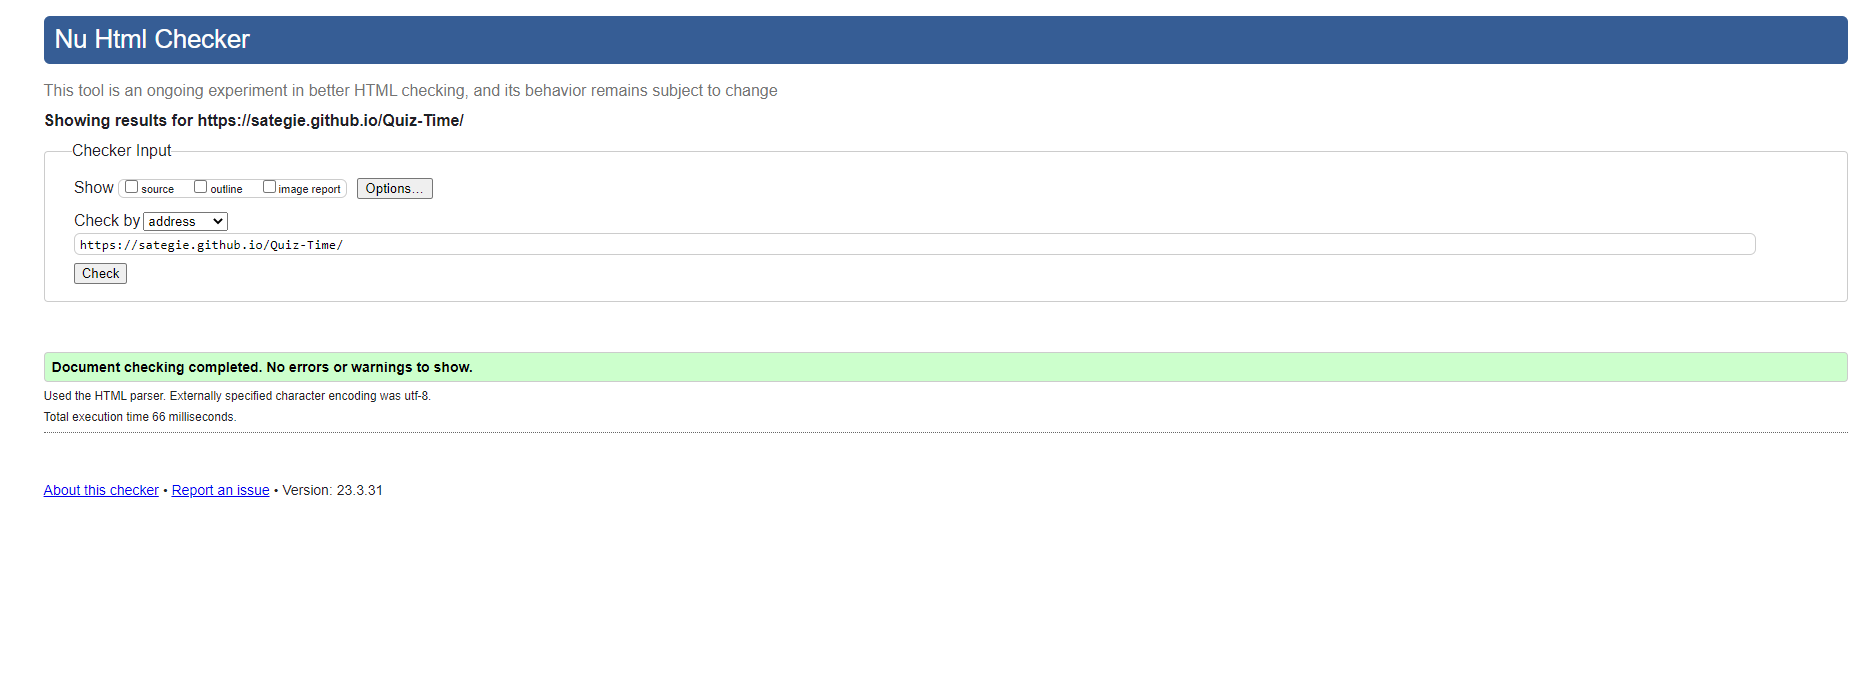 Nu Html Checker
This tool is an ongoing experiment in better HTML checking, and its behavior remains subject to change
Showing results for https://sategie.github.io/Quiz-Time/
Checker Input
Show source outline image report Options...
Check by address
https://sategie.github.io/Quiz-Time/
Check
Document checking completed. No errors or warnings to show.
Used the HTML parser. Externally specified character encoding was utf-8.
Total execution time 66 milliseconds.
About this checker • Report an issue • Version: 23.3.31